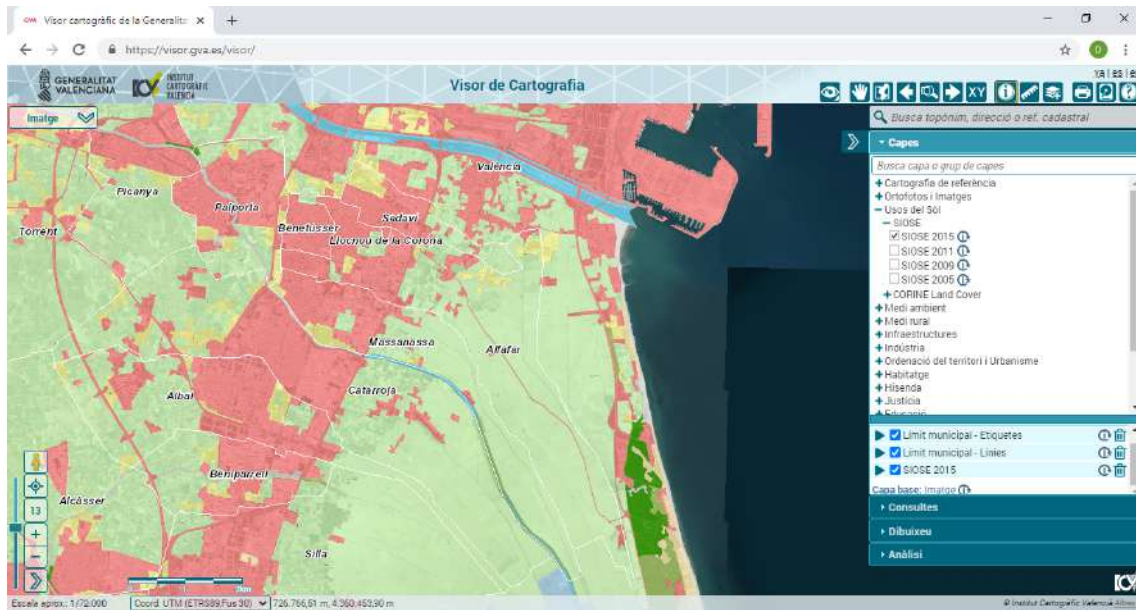 GVA Visor cartogràfic de la Generalita
https://visor.gva.es/visor/
GENERALITAT
VALENCIANA
INSTITUT
CARTOGRÀFIC
VALENCIÀ
Visor de Cartografia
va | es | e
XY
Imatge
Busca topònim, direcció o ref. cadastral
Capes
Busca capa o grup de capes
Cartografia de referència
Ortofotos i Imatges
Usos del Sòl
SIOSE
SIOSE 2015
SIOSE 2011
SIOSE 2009
SIOSE 2005
CORINE Land Cover
Medi ambient
Medi rural
Infraestructures
Indústria
Ordenació del territori i Urbanisme
Habitatge
Hisenda
Justícia
Educació
Límit municipal - Etiquetes
Límit municipal - Línies
SIOSE 2015
Capa base: Imatge
Consultes
Dibuixeu
Anàlisi
València
Picanya
Paiporta
Sedaví
Torrent
Benetússer
Llocnou de la Corona
Massanassa
Alfafar
Catarroja
Albal
Beniparrell
Alcàsser
Silla
13
Escala aprox.: 1/72.000
Coord. UTM (ETRS89,Fus 30)
726.766,51 m, 4.360.453,90 m
© Institut Cartogràfic Valencià